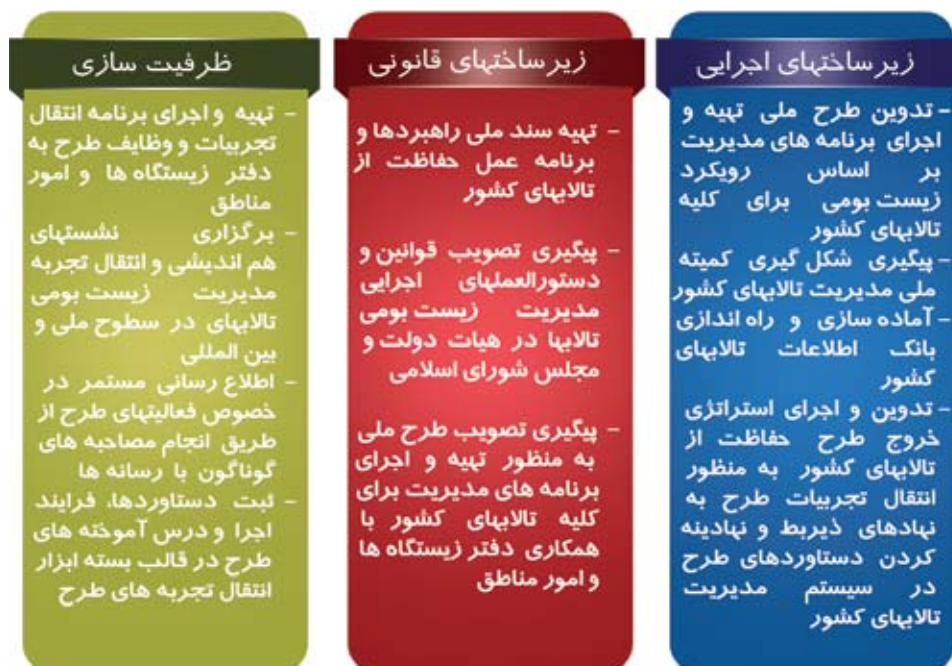 زیرساختهای اجرایی
- تدوین طرح ملی تهیه و
اجرای برنامه های مدیریت
بر اساس رویکرد
زیست بومی برای کلیه
تالابهای کشور
- پیگیری شکل گیری کمیته
ملی مدیریت تالابهای کشور
- آماده سازی و راه اندازی
بانک اطلاعات تالابهای
کشور
- تدوین و اجرای استراتژی
خروج طرح حفاظت از
تالابهای کشور به منظور
انتقال تجربیات طرح به
نهادهای ذیربط و نهادینه
کردن دستاوردهای طرح
در سیستم مدیریت
تالابهای کشور
زیرساختهای قانونی
- تهیه سند ملی راهبردها و
برنامه عمل حفاظت از
تالابهای کشور
- پیگیری تصویب قوانین و
دستورالعملهای اجرایی
مدیریت زیست بومی
تالابها در هیات دولت و
مجلس شورای اسلامی
- پیگیری تصویب طرح ملی
به منظور تهیه و اجرای
برنامه های مدیریت برای
کلیه تالابهای کشور با
همکاری دفتر زیستگاه ها
و امور مناطق
ظرفیت سازی
- تهیه و اجرای برنامه انتقال
تجربیات و وظایف طرح به
دفتر زیستگاه ها و امور
مناطق
- برگزاری نشستهای
هم اندیشی و انتقال تجربه
مدیریت زیست بومی
تالابهای در سطوح ملی و
بین المللی
- اطلاع رسانی مستمر در
خصوص فعالیتهای طرح از
طریق انجام مصاحبه های
گوناگون با رسانه ها
- ثبت دستاوردها، فرایند
اجرا و درس آموخته های
طرح در قالب بسته ابزار
انتقال تجربه های طرح